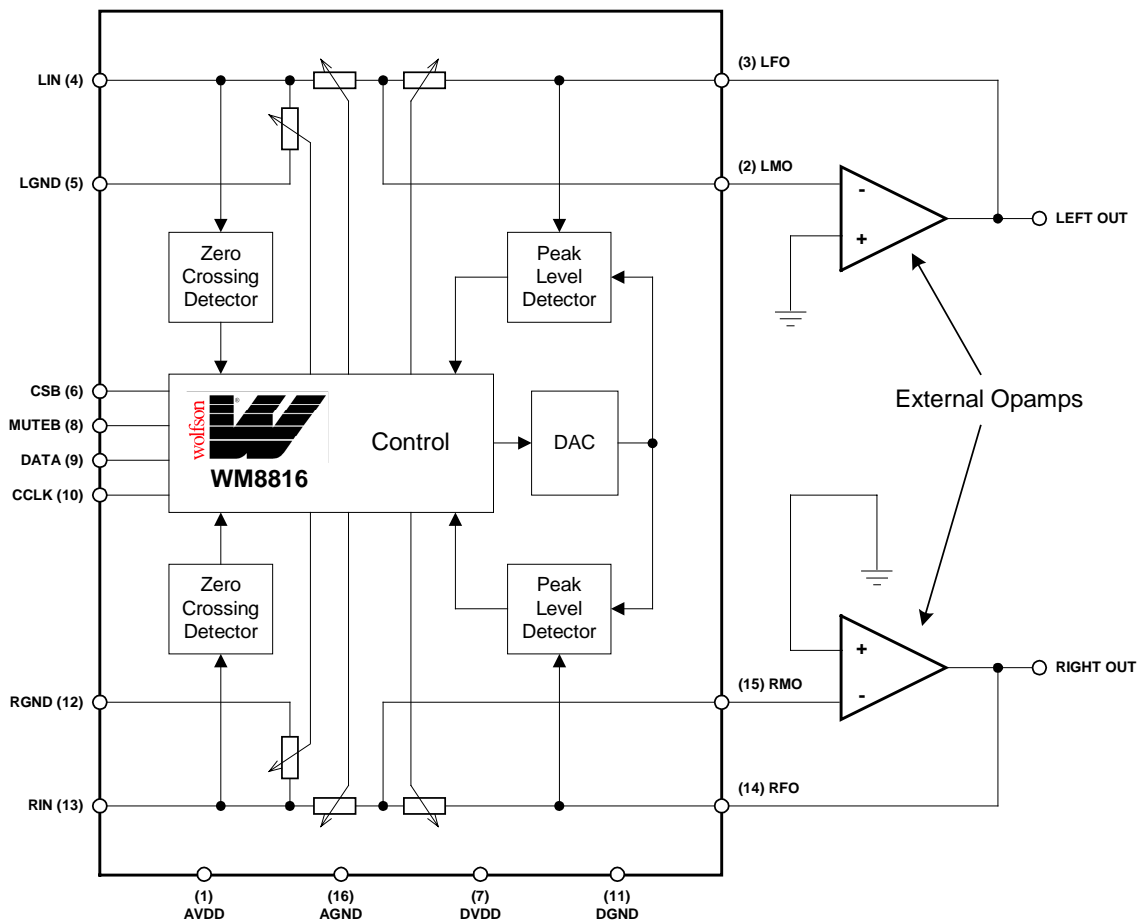 LIN (4)
(3) LFO
LGND (5)
(2) LMO
-
+
LEFT OUT
Zero
Crossing
Detector
Peak
Level
Detector
CSB (6)
MUTEB (8)
DATA (9)
CCLK (10)
wolfson
®
WM8816
Control
DAC
External Opamps
Zero
Crossing
Detector
Peak
Level
Detector
+
-
RIGHT OUT
RGND (12)
(15) RMO
RIN (13)
(14) RFO
(1)
AVDD
(16)
AGND
(7)
DVDD
(11)
DGND